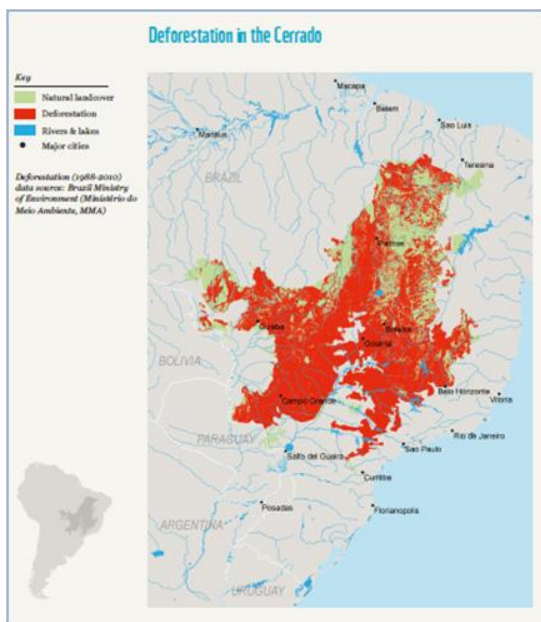 Deforestation in the Cerrado
Key
Natural landcover
Deforestation
Rivers & lakes
Major cities
Deforestation (1988-2010)
data source: Brazil Ministry
of Environment (Ministério do
Meio Ambiente, MMA)
Macapa
Belem
Sao Luis
Manaus
Teresina
BRAZIL
Palmas
Cuiaba
Brasilia
Goiania
BOLIVIA
Campo Grande
Belo Horizonte
Vitoria
PARAGUAY
Rio de Janeiro
Sao Paulo
Salto del Guaira
Curitiba
Posadas
Florianopolis
ARGENTINA
URUGUAY